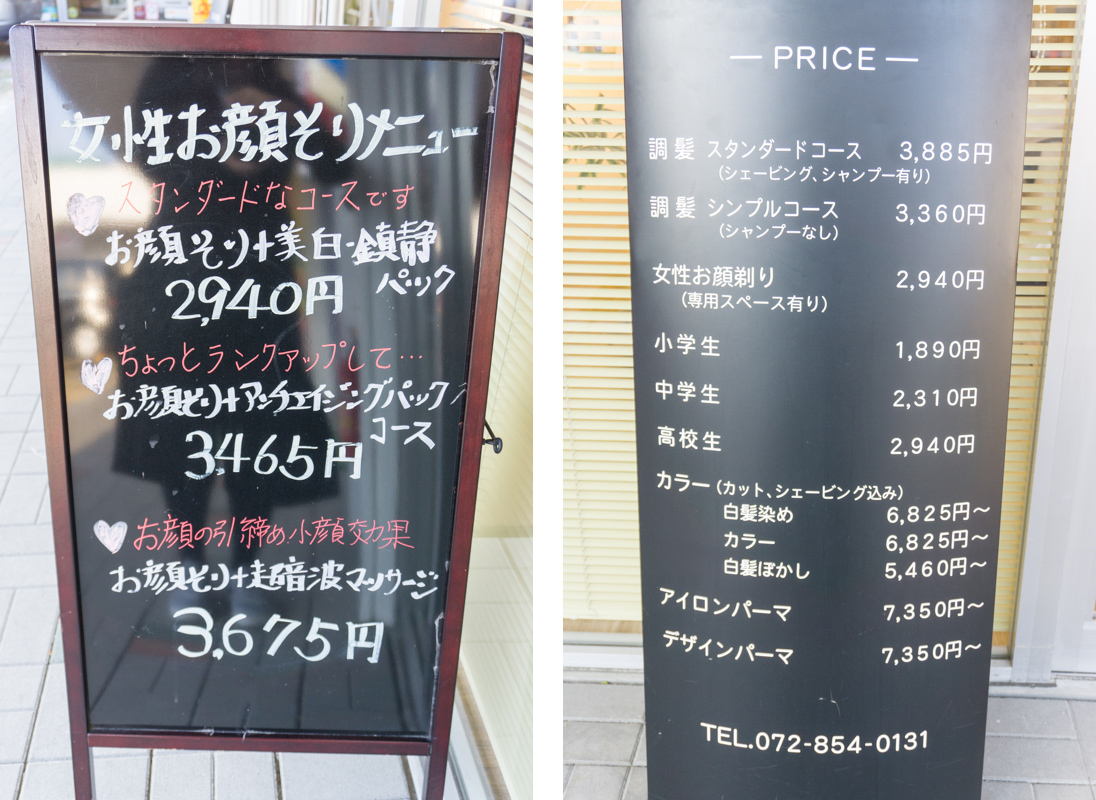 女性お顔そりメニュー
スタンダードなコースです
お顔そり+美白・鎮静
パック
2,940円
ちょっとランクアップして…
お顔そり+アンチエイジングパック
コース
3,465円
お顔の引締め小顔効果
お顔そり+超音波マッサージ
3,675円
— PRICE —
調髪 スタンダードコース 3,885円
(シェービング、シャンプー有り)
調髪 シンプルコース 3,360円
(シャンプーなし)
女性お顔剃り 2,940円
(専用スペース有り)
小学生 1,890円
中学生 2,310円
高校生 2,940円
カラー(カット、シェービング込み)
白髪染め 6,825円〜
カラー 6,825円〜
白髪ぼかし 5,460円〜
アイロンパーマ 7,350円〜
デザインパーマ 7,350円〜
TEL.072-854-0131